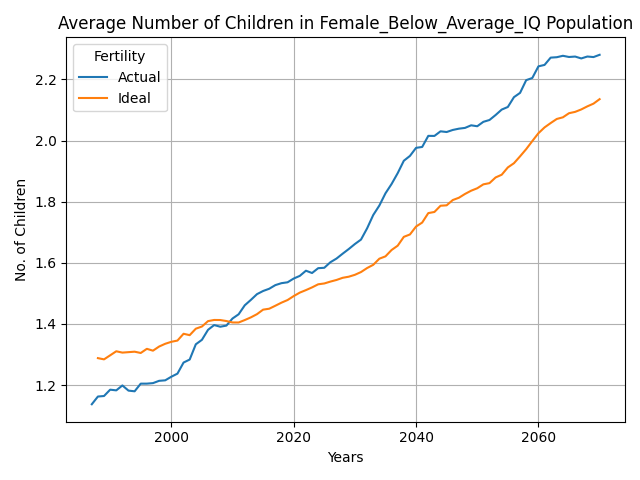 Average Number of Children in Female_Below_Average_IQ Population
Fertility
Actual
Ideal
No. of Children
2.2
2.0
1.8
1.6
1.4
1.2
2000
2020
2040
2060
Years